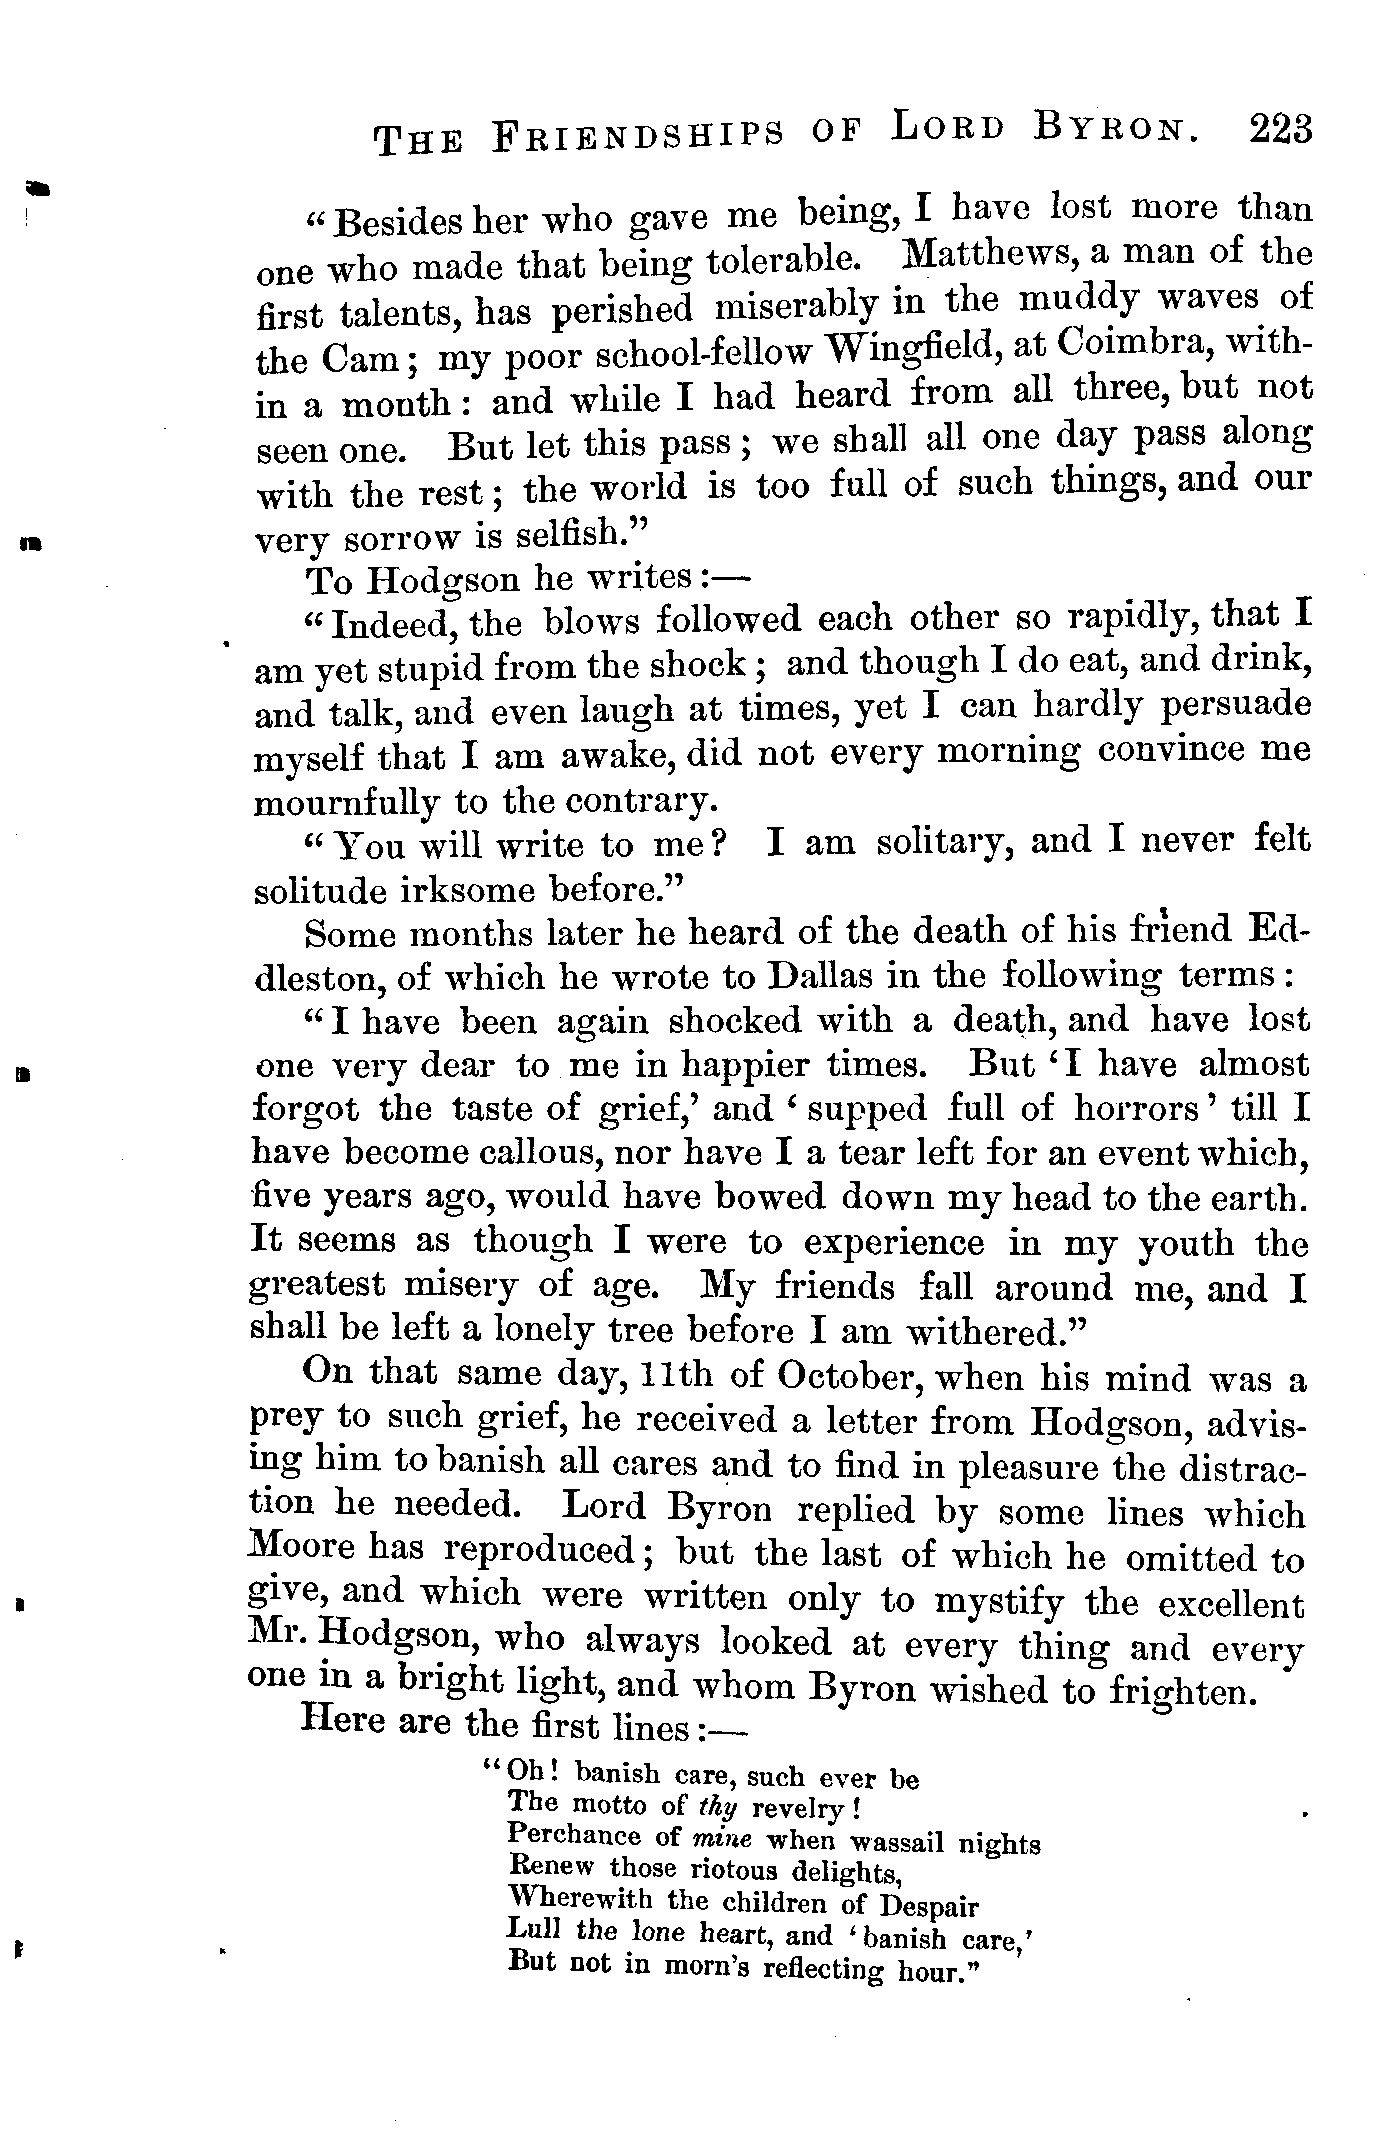 THE FRIENDSHIPS OF LORD BYRON. 223
"Besides her who gave me being, I have lost more than
one who made that being tolerable. Matthews, a man of the
first talents, has perished miserably in the muddy waves of
the Cam; my poor school-fellow Wingfield, at Coimbra, with-
in a month: and while I had heard from all three, but not
seen one. But let this pass; we shall all one day pass along
with the rest; the world is too full of such things, and our
very sorrow is selfish."
To Hodgson he writes:—
"Indeed, the blows followed each other so rapidly, that I
am yet stupid from the shock; and though I do eat, and drink,
and talk, and even laugh at times, yet I can hardly persuade
myself that I am awake, did not every morning convince me
mournfully to the contrary.
"You will write to me? I am solitary, and I never felt
solitude irksome before."
Some months later he heard of the death of his friend Ed-
dleston, of which he wrote to Dallas in the following terms:
"I have been again shocked with a death, and have lost
one very dear to me in happier times. But 'I have almost
forgot the taste of grief,' and 'supped full of horrors' till I
have become callous, nor have I a tear left for an event which,
five years ago, would have bowed down my head to the earth.
It seems as though I were to experience in my youth the
greatest misery of age. My friends fall around me, and I
shall be left a lonely tree before I am withered."
On that same day, 11th of October, when his mind was a
prey to such grief, he received a letter from Hodgson, advis-
ing him to banish all cares and to find in pleasure the distrac-
tion he needed. Lord Byron replied by some lines which
Moore has reproduced; but the last of which he omitted to
give, and which were written only to mystify the excellent
Mr. Hodgson, who always looked at every thing and every
one in a bright light, and whom Byron wished to frighten.
Here are the first lines:—
"Oh! banish care, such ever be
The motto of thy revelry!
Perchance of mine when wassail nights
Renew those riotous delights,
Wherewith the children of Despair
Lull the lone heart, and 'banish care,'
But not in morn's reflecting hour."